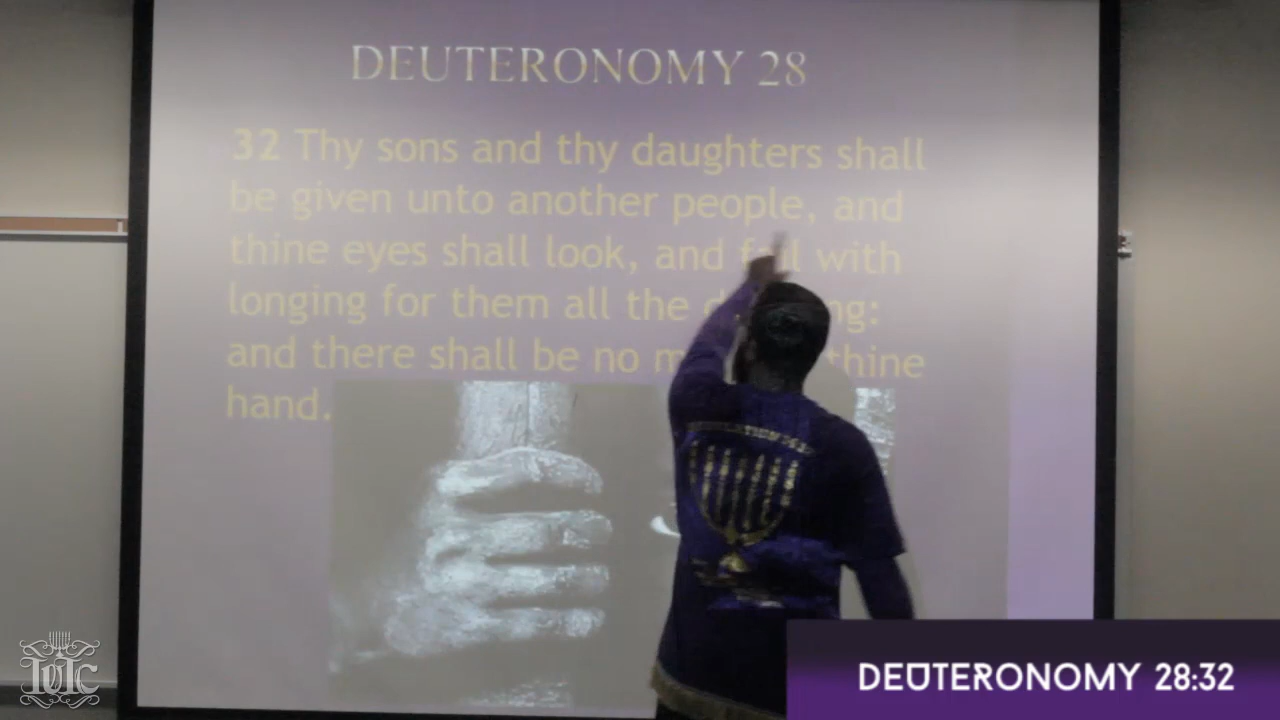 DEUTERONOMY 28
32 Thy sons and thy daughters shall
be given unto another people, and
thine eyes shall look, and with
longing for them all the
and there shall be no thine
hand.
IUIC
DEUTERONOMY 28:32